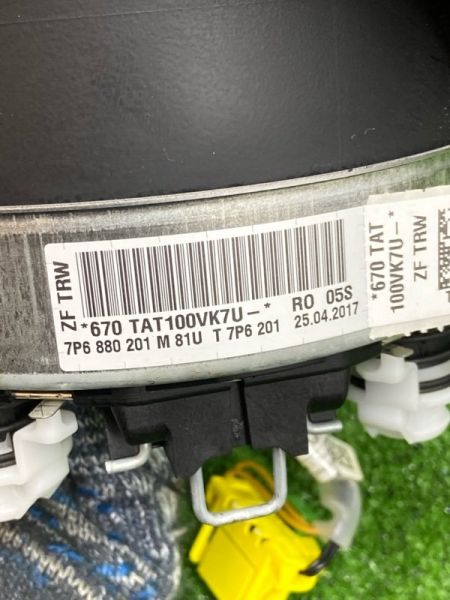 ZF TRW
*670 TAT100VK7U-* RO 05S
7P6 880 201 M 81U T 7P6 201 25.04.2017
*670 TAT
100VK7U-*
ZF TRW